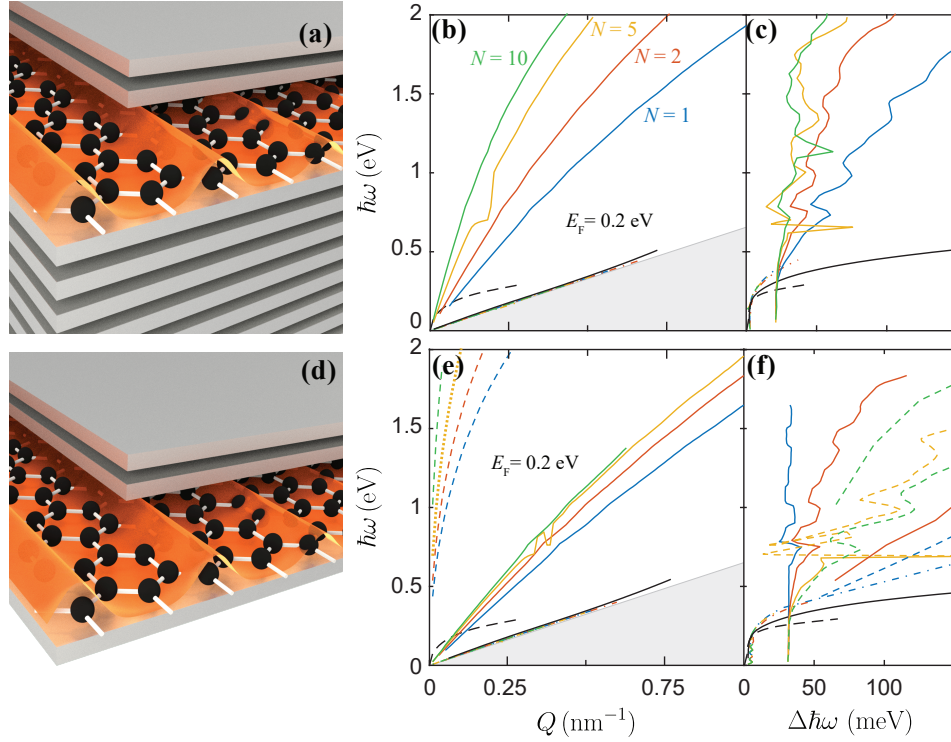 (a)
(b)
(c)
2
1.5
1
0.5
0
ħω (eV)
N = 10
N = 5
N = 2
N = 1
E_F = 0.2 eV
(d)
(e)
(f)
2
1.5
1
0.5
0
ħω (eV)
E_F = 0.2 eV
0 0.25 0.75 0 50 100
Q (nm⁻¹) Δħω (meV)